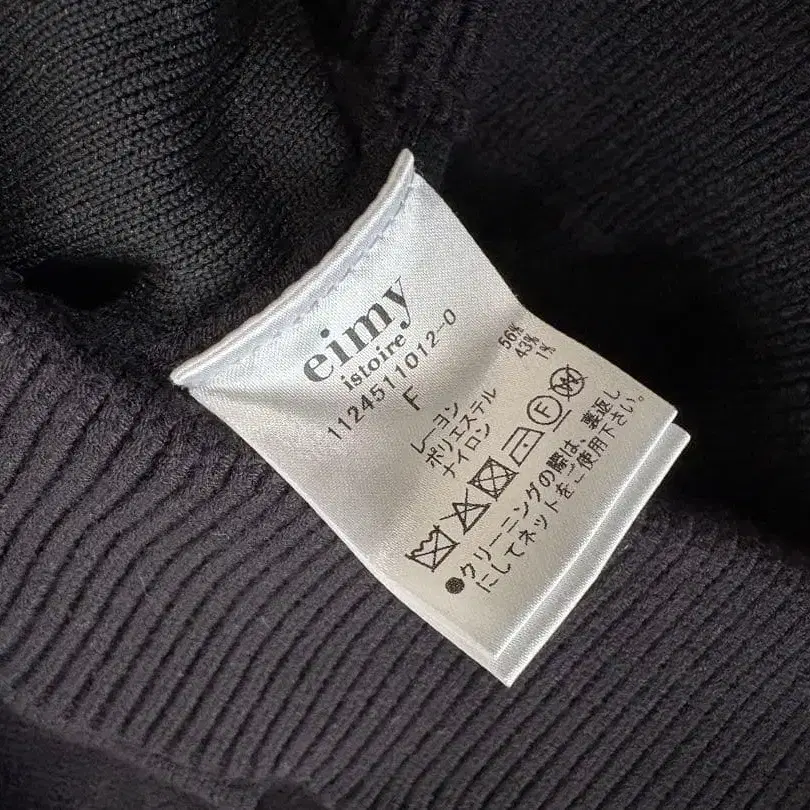 eimy
istoire
1124511012-0
F
レーヨン 56%
ポリエステル 43%
ナイロン 1%
F W
●クリーニングの際は、裏返し
にしてネットをご使用下さい。